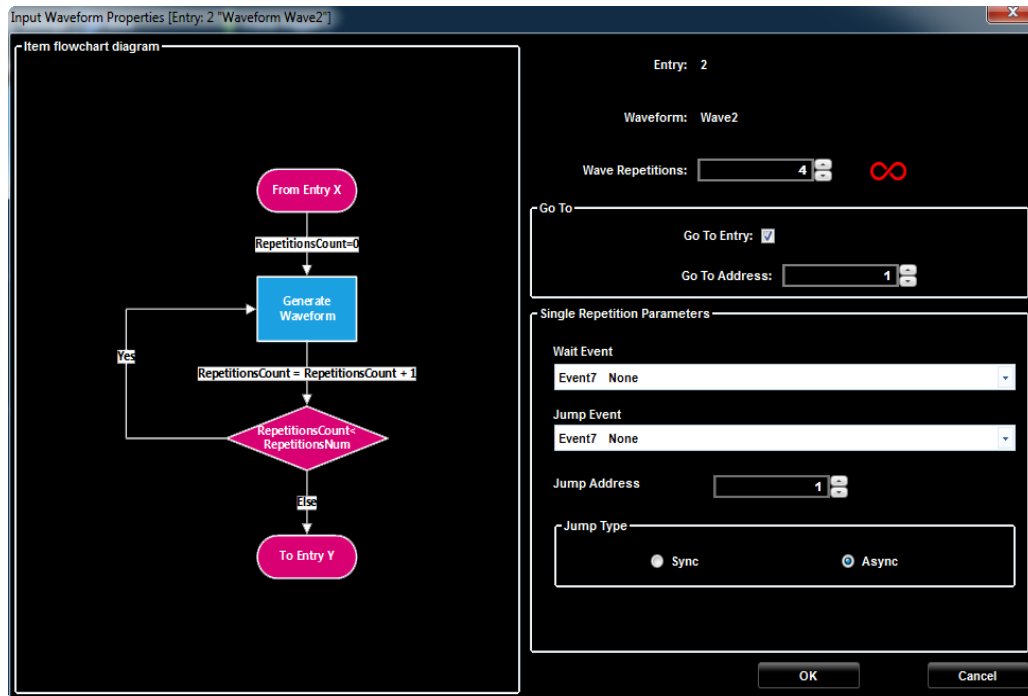 Input Waveform Properties [Entry: 2 "Waveform Wave2"]
X
Item flowchart diagram
From Entry X
RepetitionsCount=0
Generate
Waveform
Yes
RepetitionsCount = RepetitionsCount + 1
RepetitionsCount<
RepetitionsNum
Else
To Entry Y
Entry: 2
Waveform: Wave2
Wave Repetitions: 4 ∞
Go To
Go To Entry:
Go To Address: 1
Single Repetition Parameters
Wait Event
Event7 None
Jump Event
Event7 None
Jump Address 1
Jump Type
Sync Async
OK Cancel